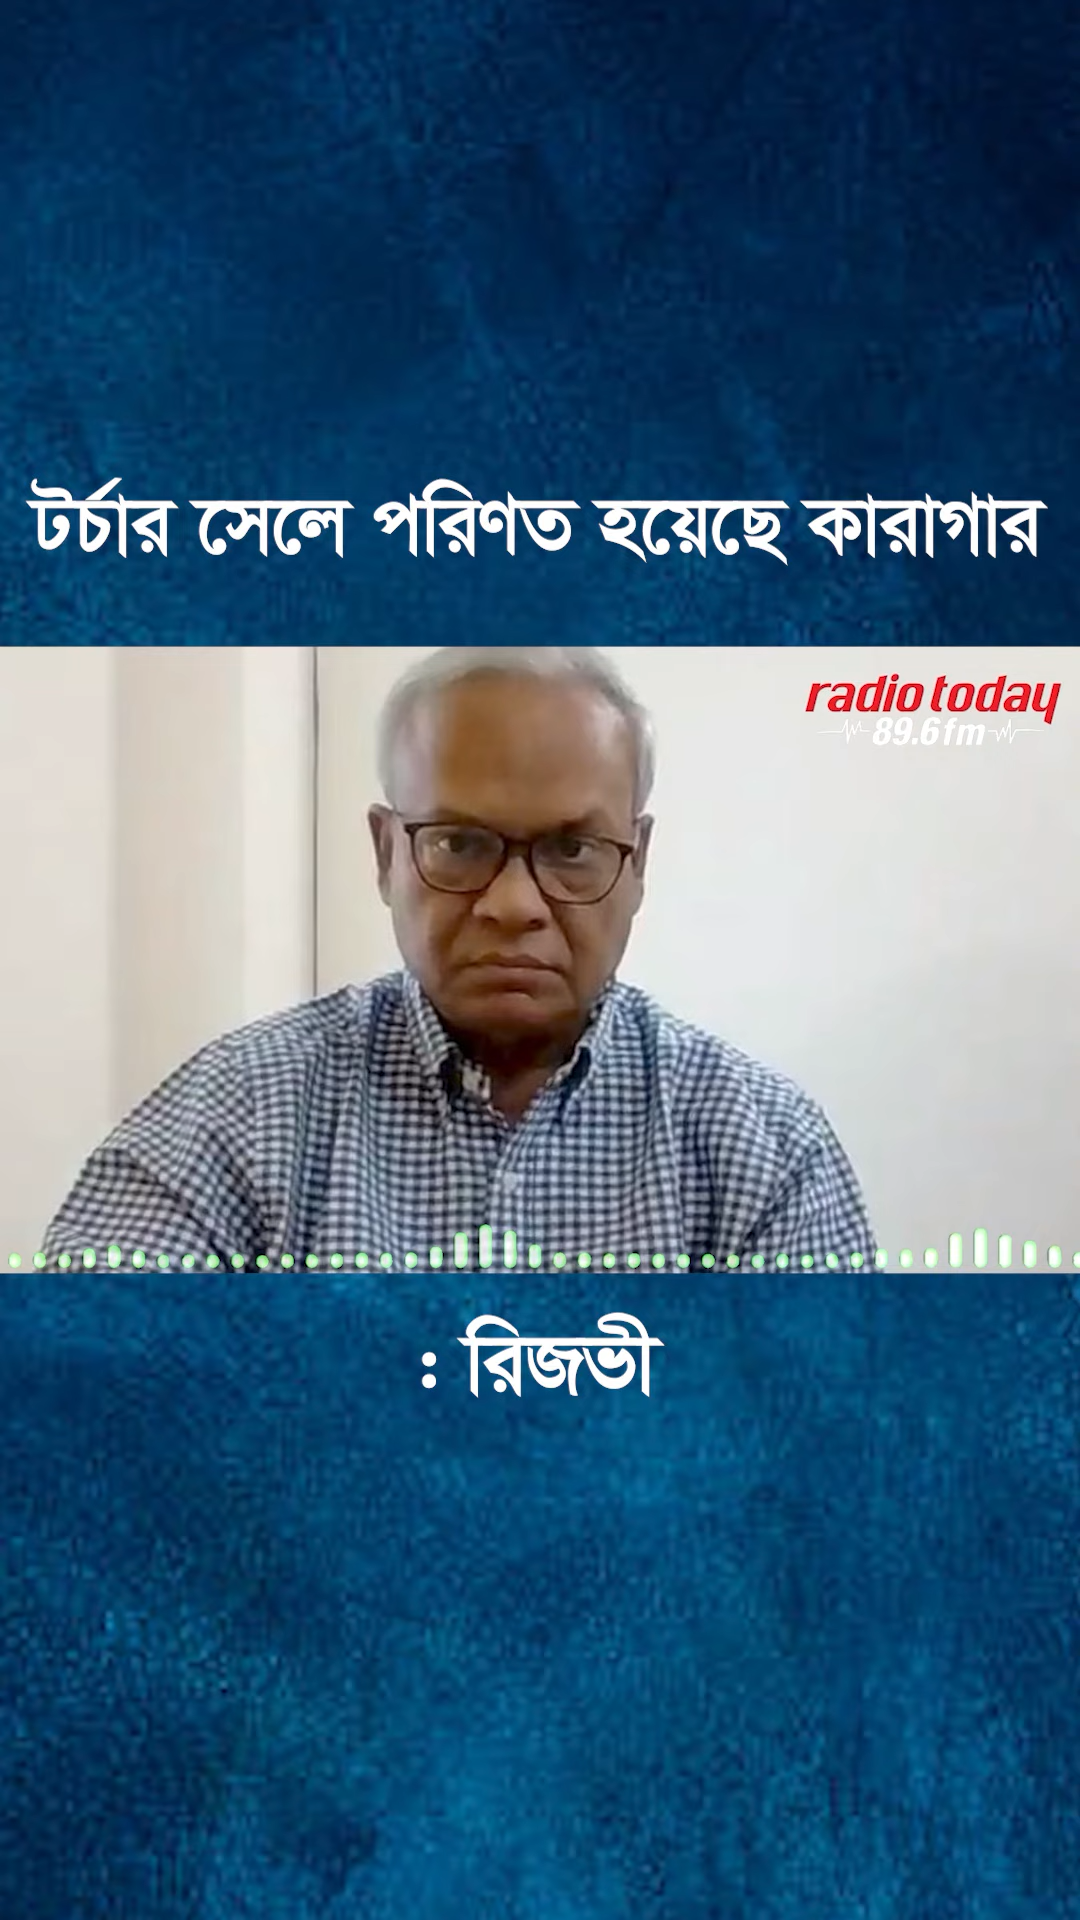 টর্চার সেলে পরিণত হয়েছে কারাগার
radio today
89.6 fm
: রিজভী